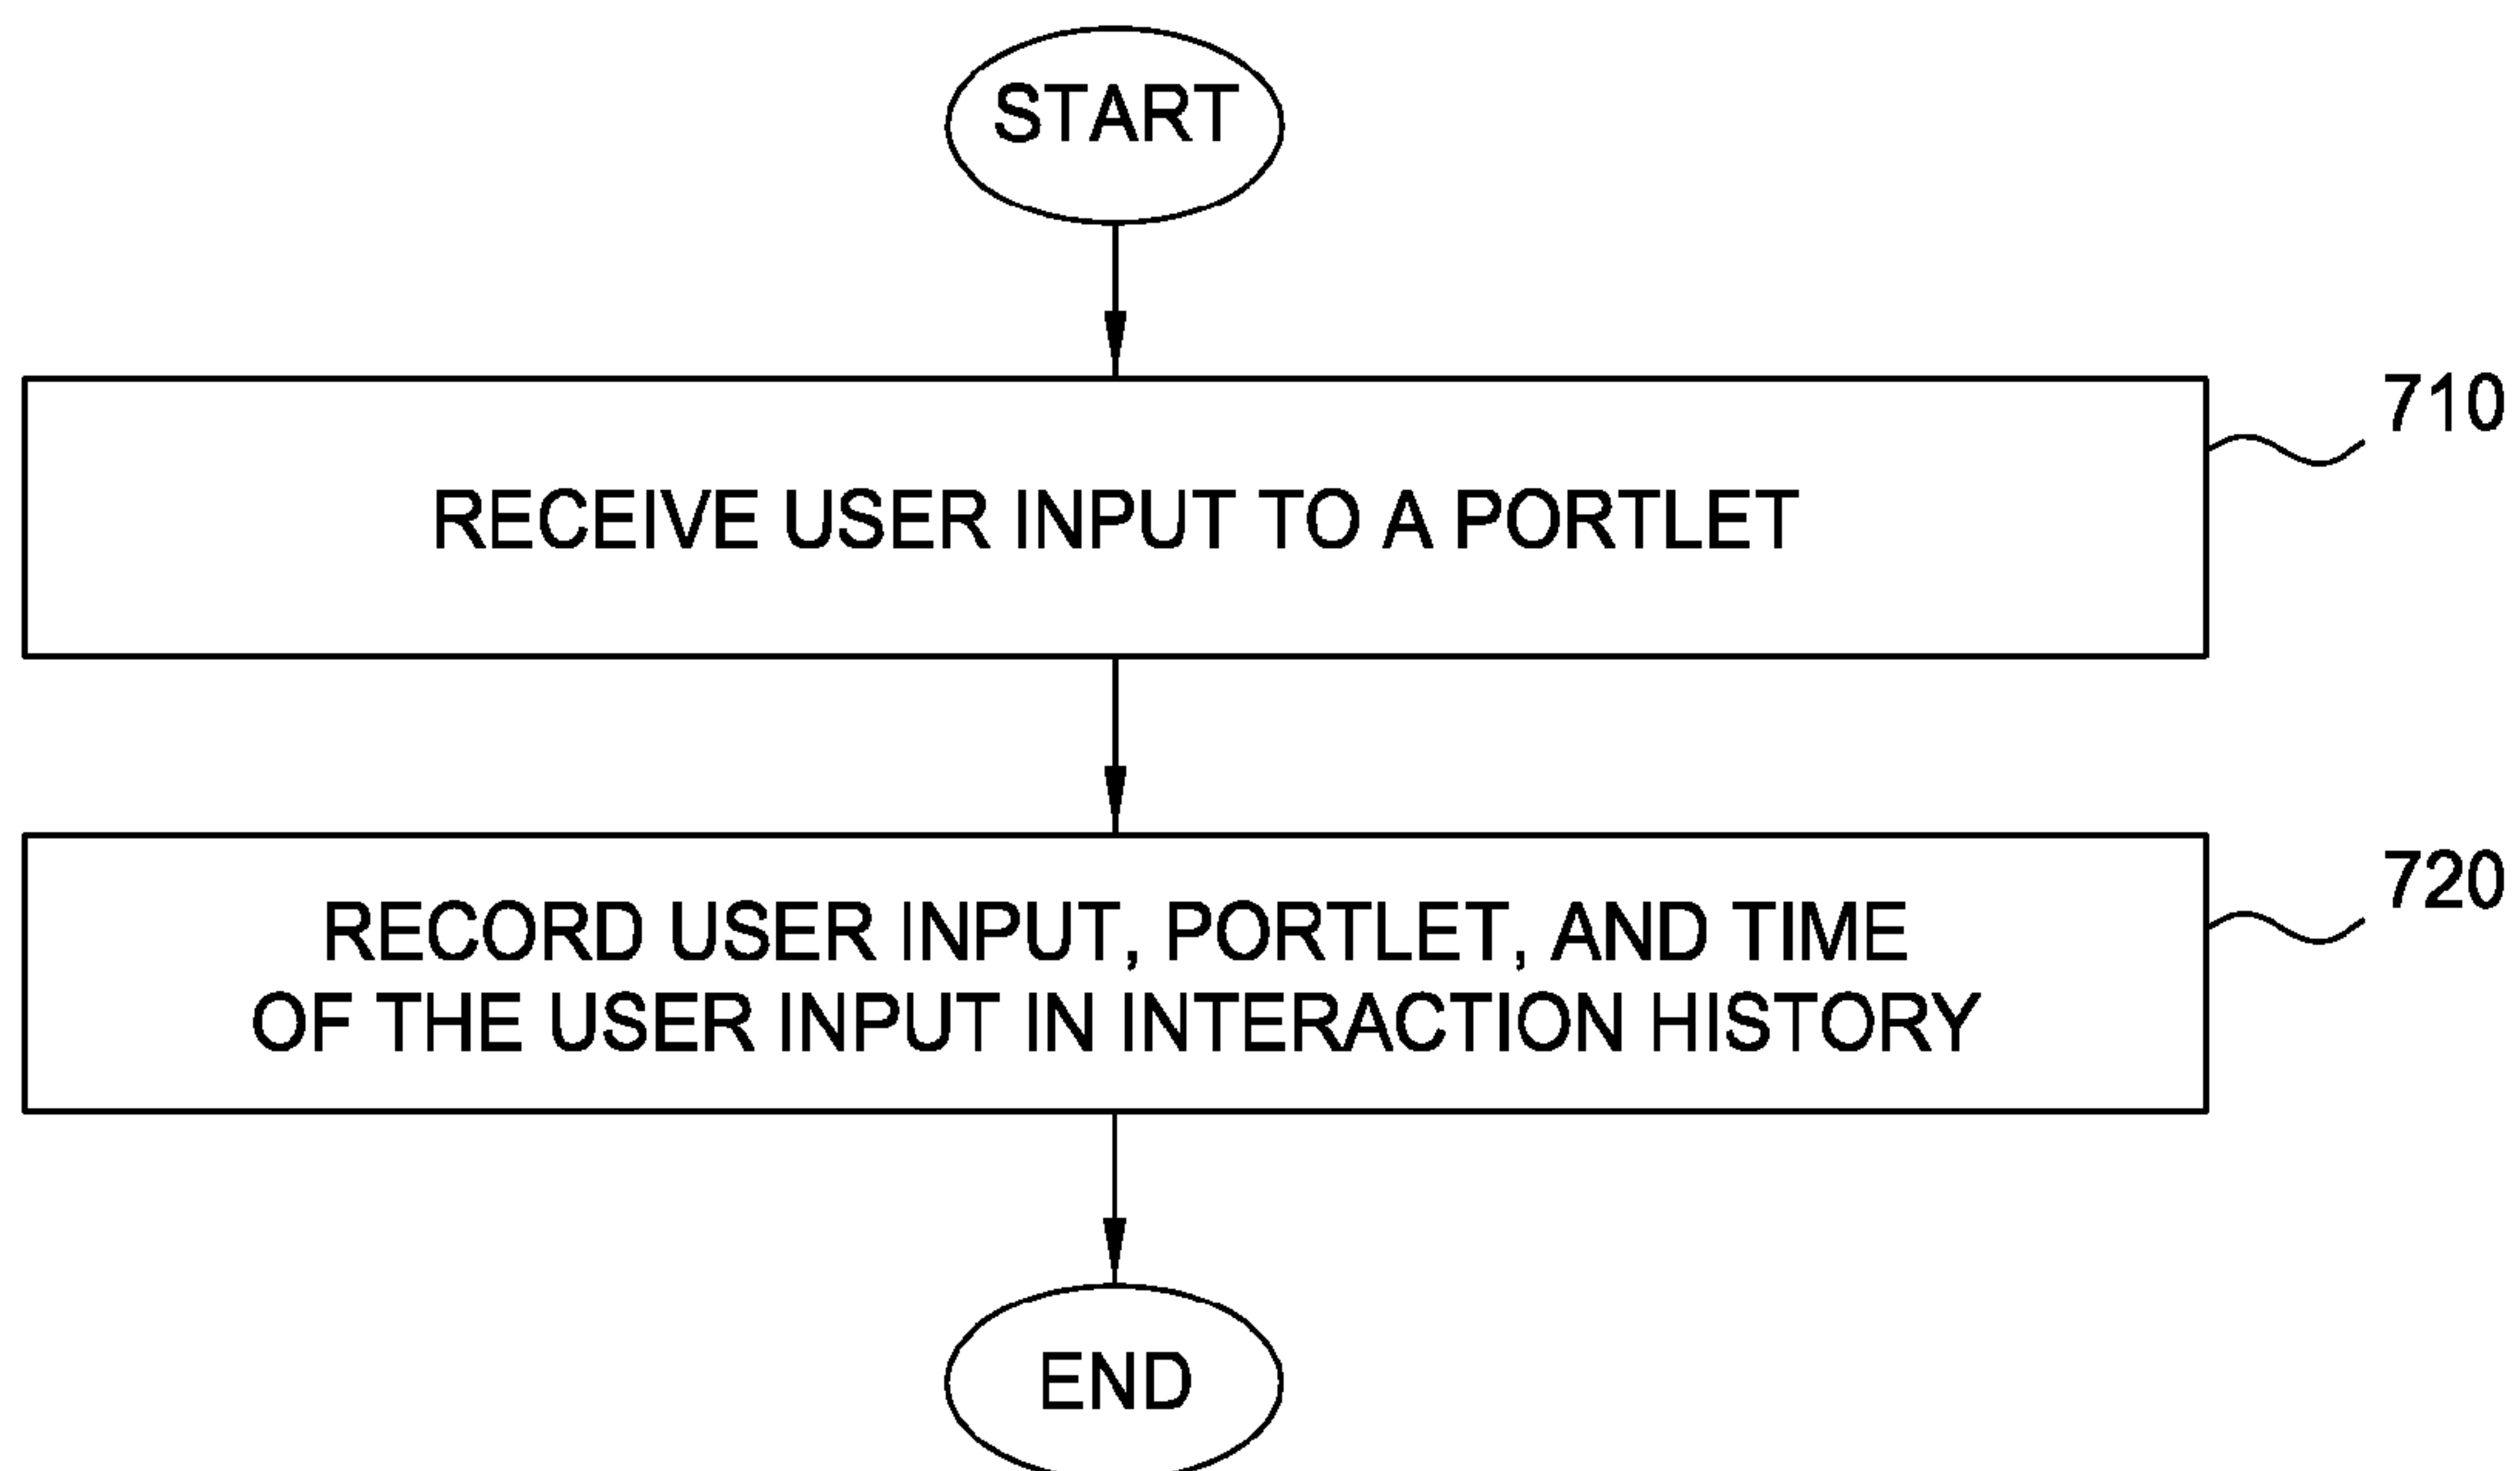 START
710
RECEIVE USER INPUT TO A PORTLET
720
RECORD USER INPUT, PORTLET, AND TIME
OF THE USER INPUT IN INTERACTION HISTORY
END